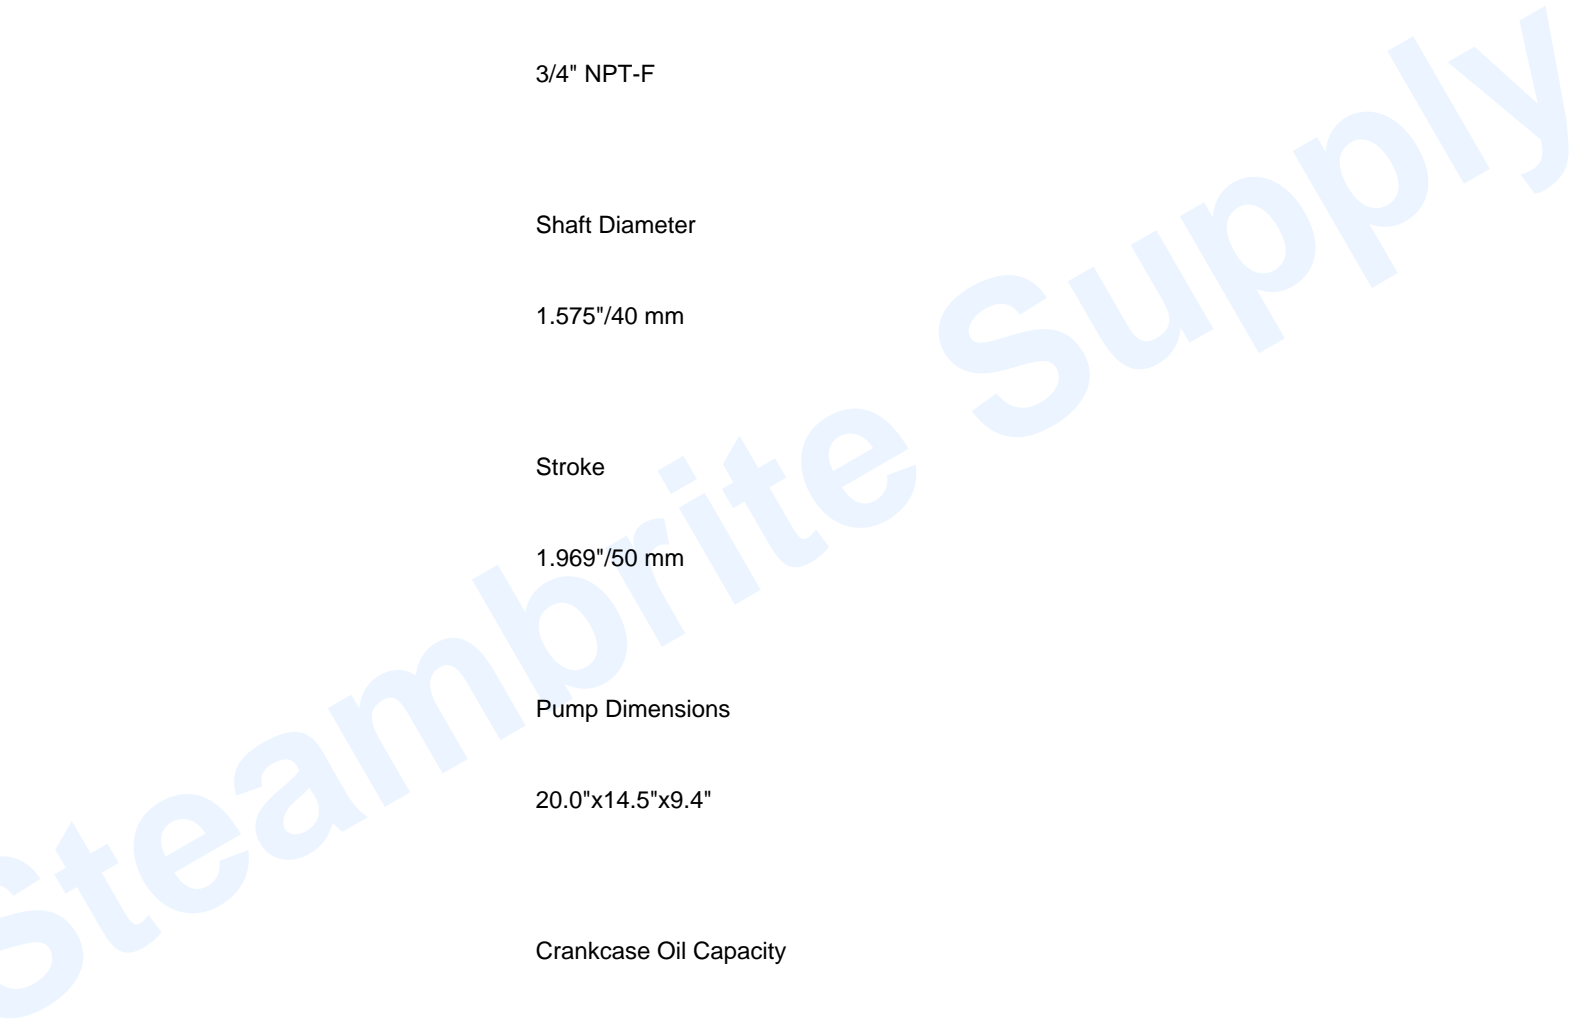 3/4" NPT-F
Shaft Diameter
1.575"/40 mm
Stroke
1.969"/50 mm
Pump Dimensions
20.0"x14.5"x9.4"
Crankcase Oil Capacity
Steambrite Supply